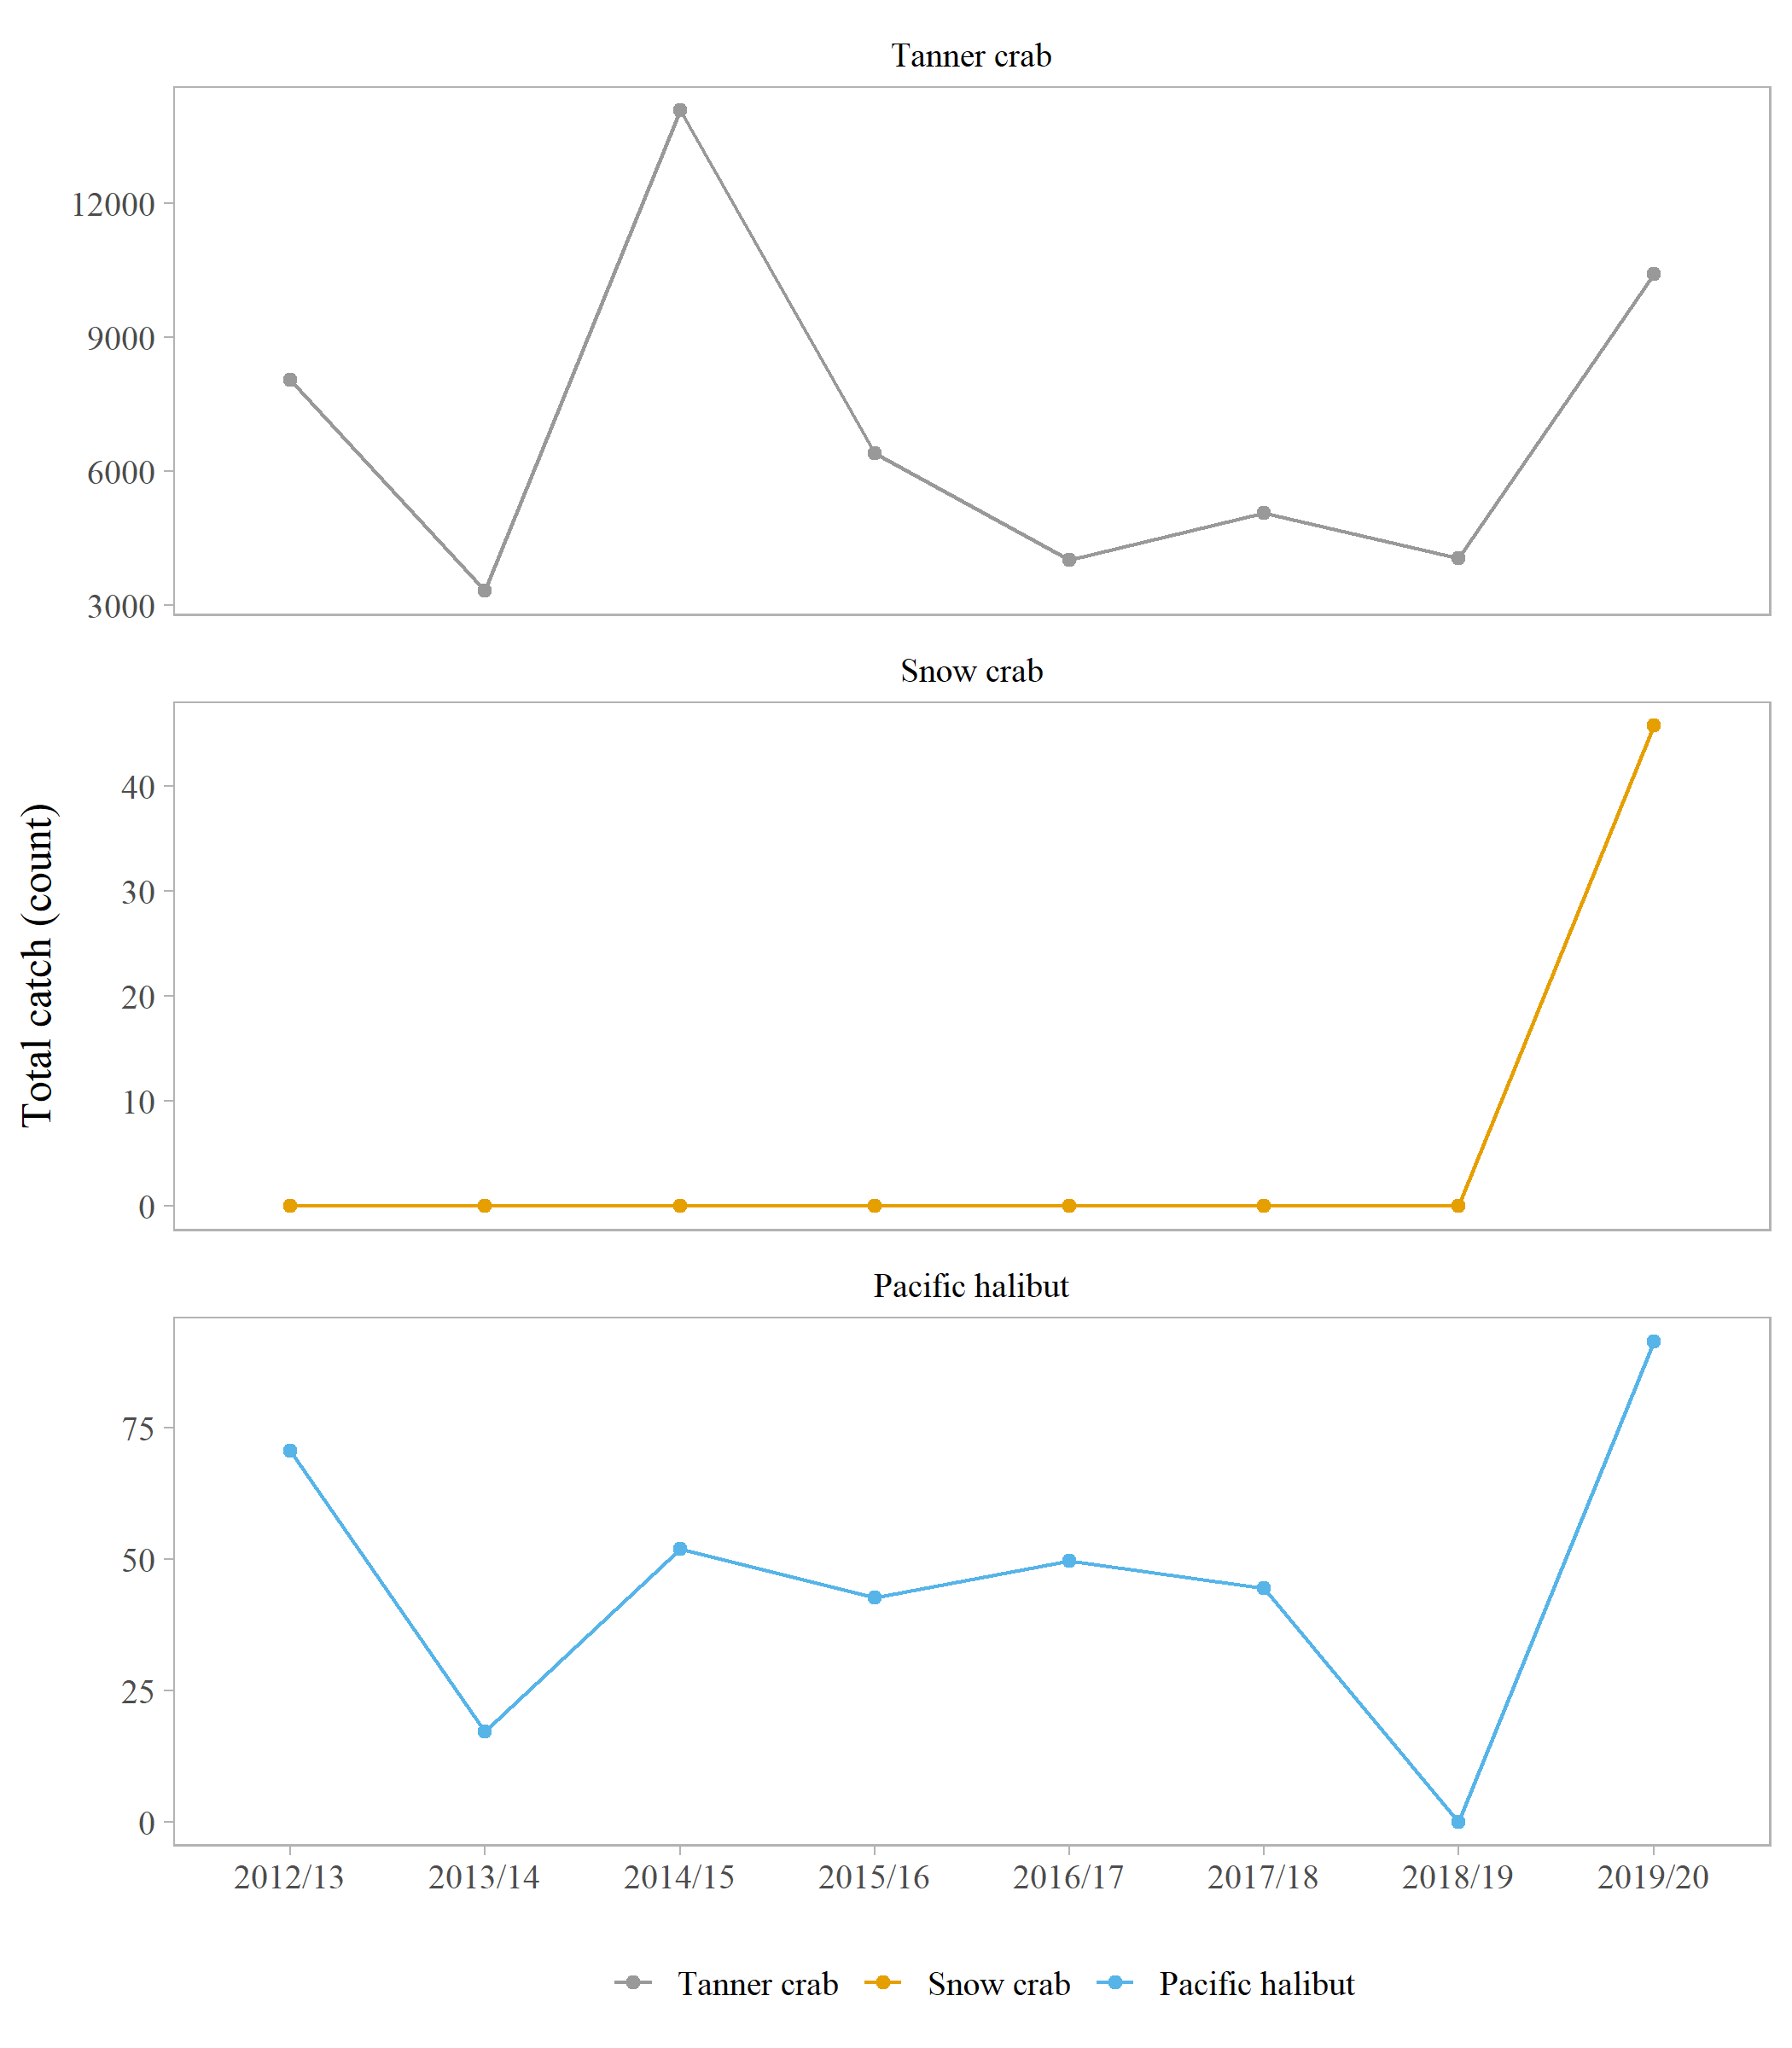 Tanner crab
12000
9000
6000
3000
Snow crab
40
30
20
10
0
Total catch (count)
Pacific halibut
75
50
25
0
2012/13 2013/14 2014/15 2015/16 2016/17 2017/18 2018/19 2019/20
Tanner crab Snow crab Pacific halibut